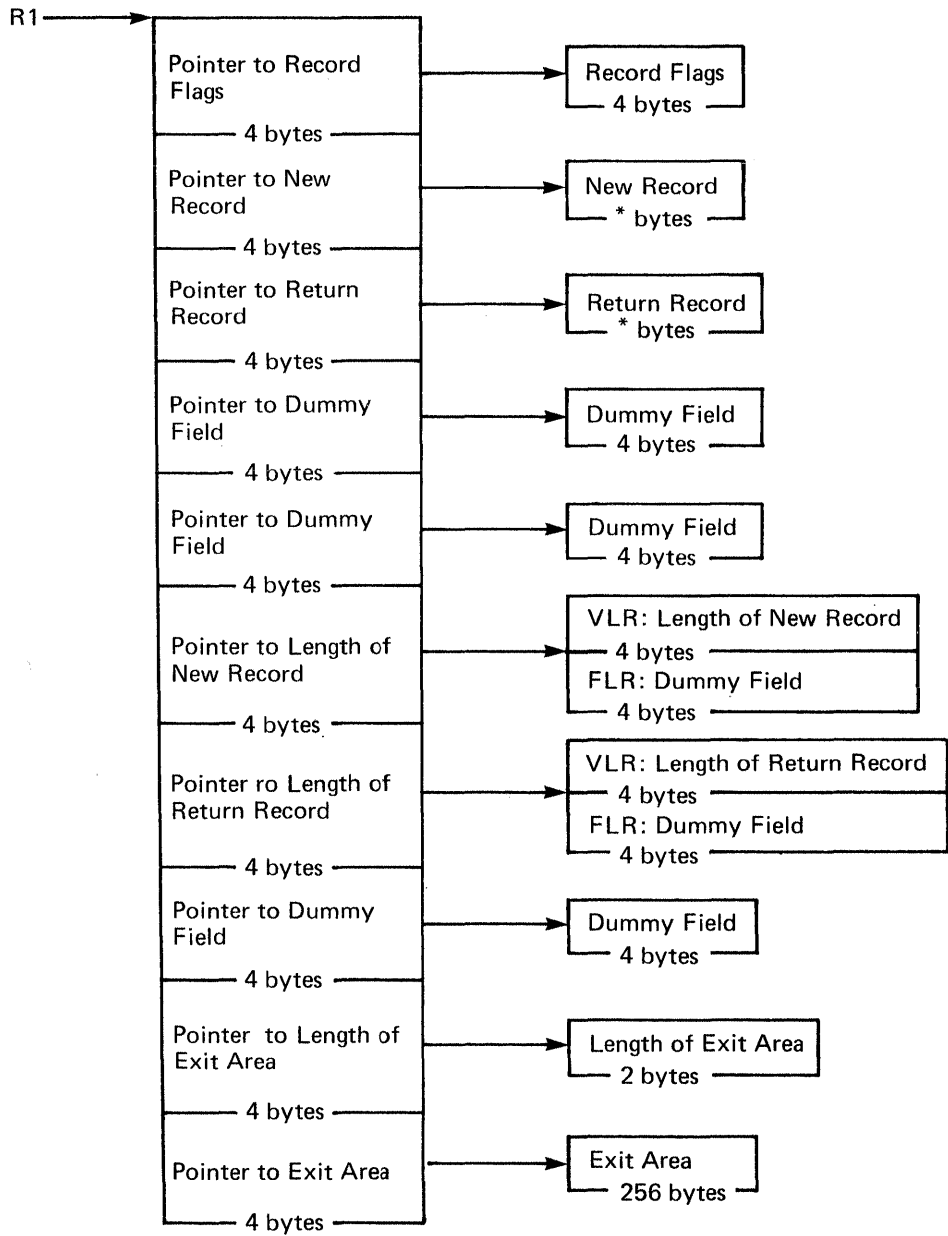 R1
Pointer to Record
Flags
4 bytes
Record Flags
4 bytes
Pointer to New
Record
4 bytes
New Record
* bytes
Pointer to Return
Record
4 bytes
Return Record
* bytes
Pointer to Dummy
Field
4 bytes
Dummy Field
4 bytes
Pointer to Dummy
Field
4 bytes
Dummy Field
4 bytes
Pointer to Length of
New Record
4 bytes
VLR: Length of New Record
4 bytes
FLR: Dummy Field
4 bytes
Pointer ro Length of
Return Record
4 bytes
VLR: Length of Return Record
4 bytes
FLR: Dummy Field
4 bytes
Pointer to Dummy
Field
4 bytes
Dummy Field
4 bytes
Pointer to Length of
Exit Area
4 bytes
Length of Exit Area
2 bytes
Pointer to Exit Area
4 bytes
Exit Area
256 bytes